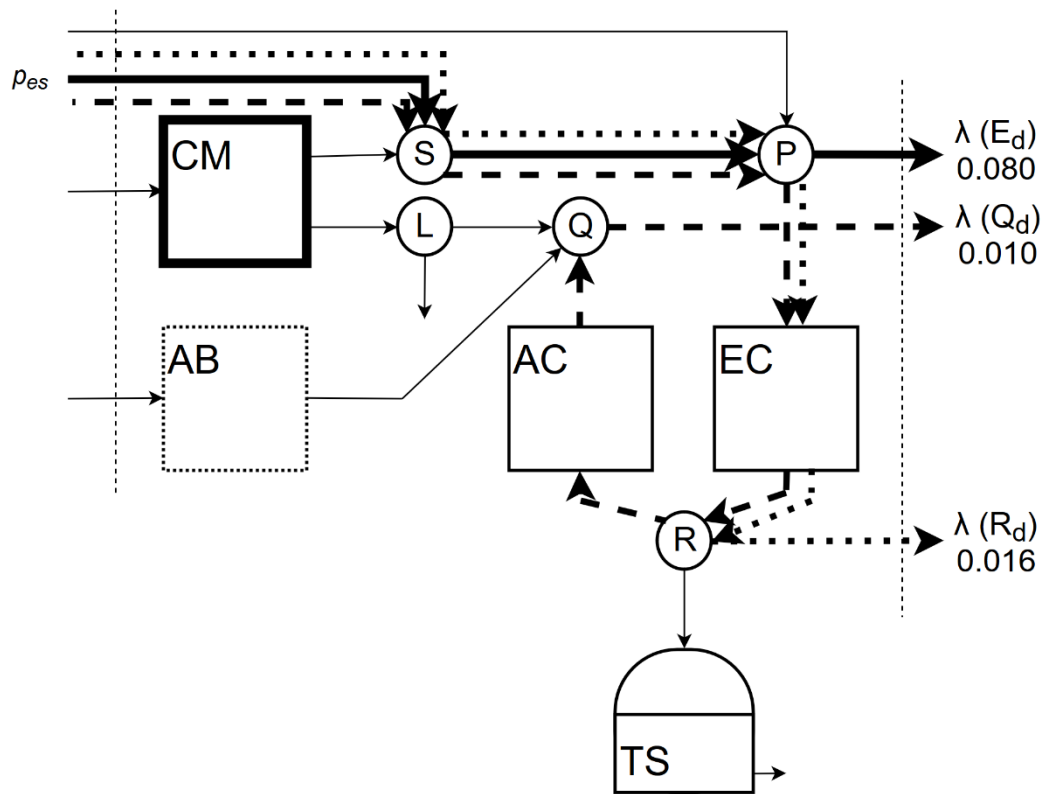 p_es
CM
S
P
λ (E_d)
0.080
L
Q
λ (Q_d)
0.010
AB
AC
EC
R
λ (R_d)
0.016
TS